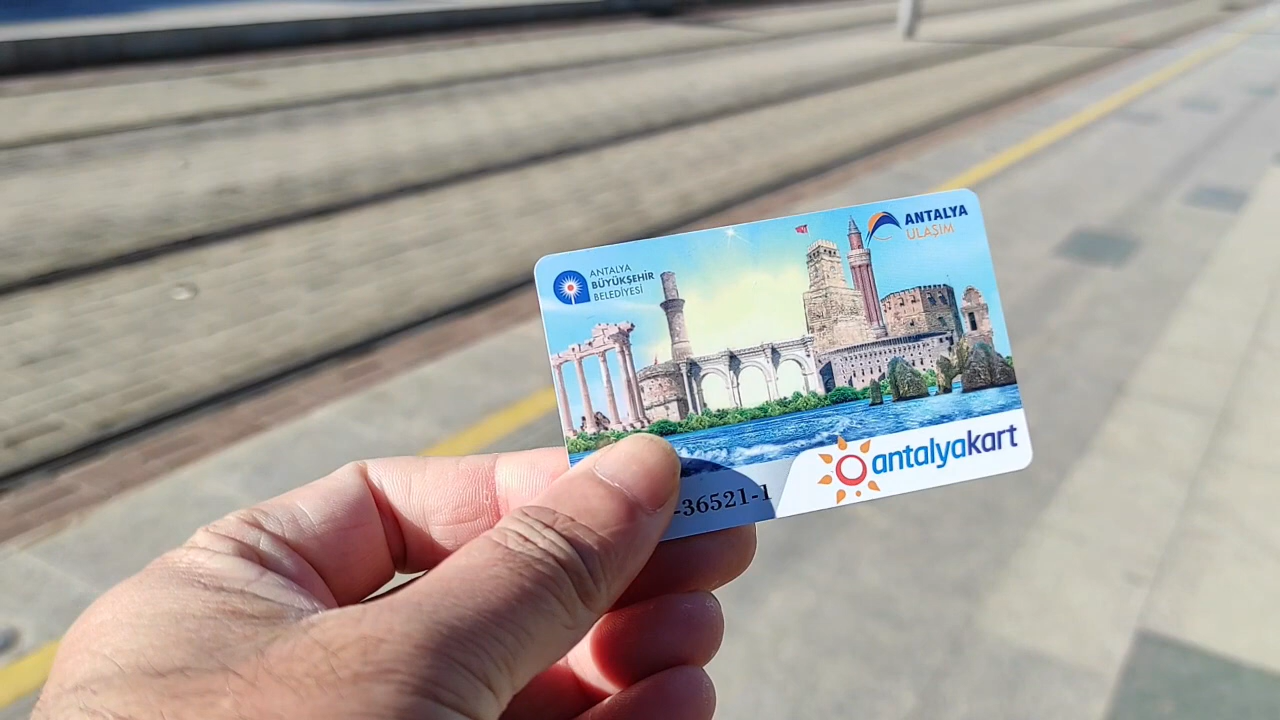 ANTALYA
BÜYÜKŞEHİR
BELEDİYESİ
ANTALYA
ULAŞIM
antalyakart
-36521-1